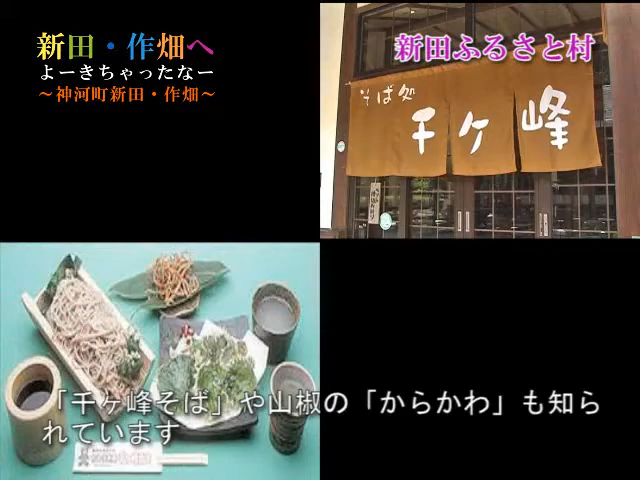 新田・作畑へ
よーきちゃったなー
～神河町新田・作畑～
新田ふるさと村
そば処
千ヶ峰
「千ヶ峰そば」や山椒の「からかわ」も知ら
れています